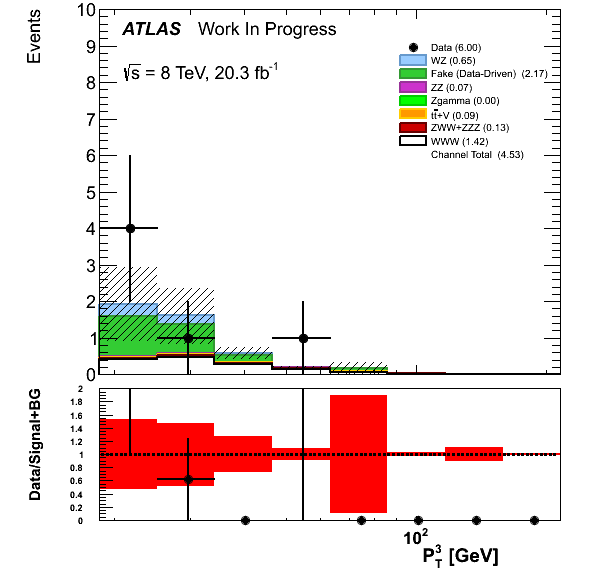 Events
10
9
8
7
6
5
4
3
2
1
0
ATLAS Work In Progress
√s = 8 TeV, 20.3 fb⁻¹
Data (6.00)
WZ (0.65)
Fake (Data-Driven) (2.17)
ZZ (0.07)
Zgamma (0.00)
tt̄+V (0.09)
ZWW+ZZZ (0.13)
WWW (1.42)
Channel Total (4.53)
Data/Signal+BG
2
1.8
1.6
1.4
1.2
1
0.8
0.6
0.4
0.2
0
10²
P³_T [GeV]